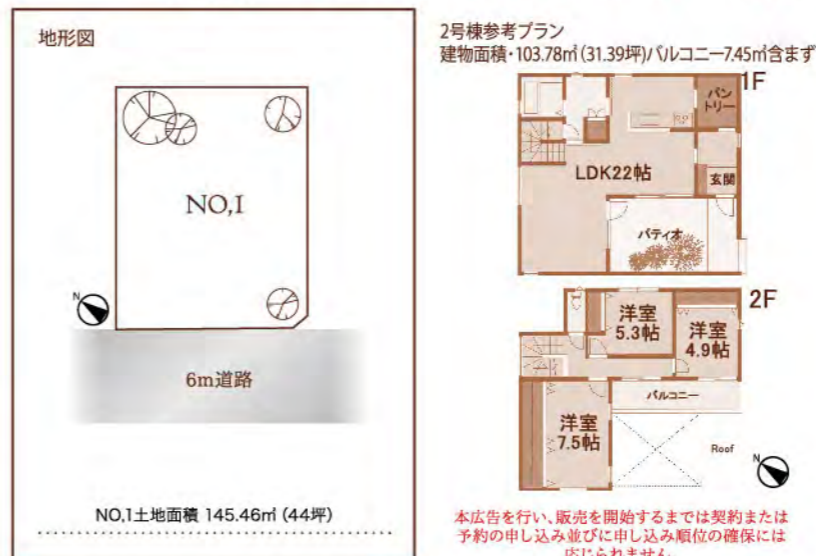 地形図
NO,1
N
6m道路
NO,1土地面積 145.46㎡ (44坪)
2号棟参考プラン
建物面積・103.78㎡(31.39坪)バルコニー7.45㎡含まず
1F
パン
トリー
LDK22帖
玄関
パティオ
2F
洋室
5.3帖
洋室
4.9帖
バルコニー
洋室
7.5帖
Roof
N
本広告を行い、販売を開始するまでは契約または
予約の申し込み並びに申し込み順位の確保には
応じられません